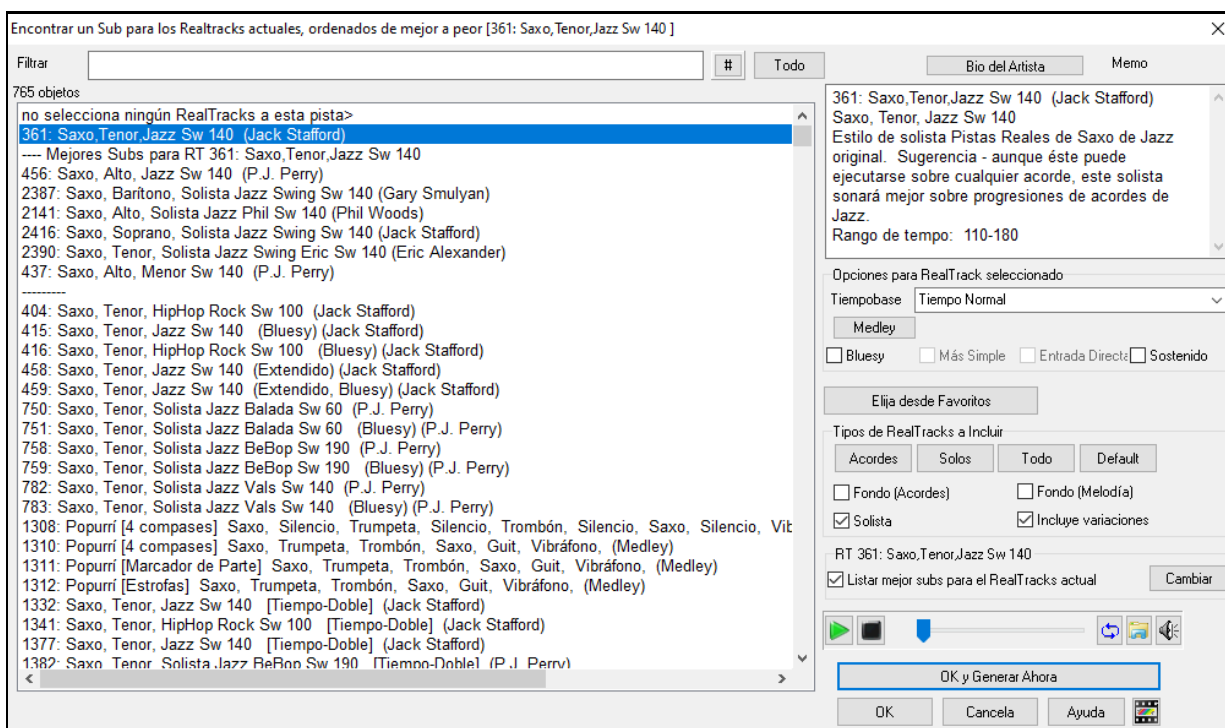 Encontrar un Sub para los Realtracks actuales, ordenados de mejor a peor [361: Saxo,Tenor,Jazz Sw 140 ]
Filtrar
#
Todo
Bio del Artista
Memo
765 objetos
no selecciona ningún RealTracks a esta pista>
361: Saxo,Tenor,Jazz Sw 140 (Jack Stafford)
---- Mejores Subs para RT 361: Saxo,Tenor,Jazz Sw 140
456: Saxo, Alto, Jazz Sw 140 (P.J. Perry)
2387: Saxo, Barítono, Solista Jazz Swing Sw 140 (Gary Smulyan)
2141: Saxo, Alto, Solista Jazz Phil Sw 140 (Phil Woods)
2416: Saxo, Soprano, Solista Jazz Swing Sw 140 (Jack Stafford)
2390: Saxo, Tenor, Solista Jazz Swing Eric Sw 140 (Eric Alexander)
437: Saxo, Alto, Menor Sw 140 (P.J. Perry)
---------
404: Saxo, Tenor, HipHop Rock Sw 100 (Jack Stafford)
415: Saxo, Tenor, Jazz Sw 140 (Bluesy) (Jack Stafford)
416: Saxo, Tenor, HipHop Rock Sw 100 (Bluesy) (Jack Stafford)
458: Saxo, Tenor, Jazz Sw 140 (Extendido) (Jack Stafford)
459: Saxo, Tenor, Jazz Sw 140 (Extendido, Bluesy) (Jack Stafford)
750: Saxo, Tenor, Solista Jazz Balada Sw 60 (P.J. Perry)
751: Saxo, Tenor, Solista Jazz Balada Sw 60 (Bluesy) (P.J. Perry)
758: Saxo, Tenor, Solista Jazz BeBop Sw 190 (P.J. Perry)
759: Saxo, Tenor, Solista Jazz BeBop Sw 190 (Bluesy) (P.J. Perry)
782: Saxo, Tenor, Solista Jazz Vals Sw 140 (P.J. Perry)
783: Saxo, Tenor, Solista Jazz Vals Sw 140 (Bluesy) (P.J. Perry)
1308: Popurrí [4 compases] Saxo, Silencio, Trumpeta, Silencio, Trombón, Silencio, Saxo, Silencio, Vib
1310: Popurrí [4 compases] Saxo, Trumpeta, Trombón, Saxo, Guit, Vibráfono, (Medley)
1311: Popurrí [Marcador de Parte] Saxo, Trumpeta, Trombón, Saxo, Guit, Vibráfono, (Medley)
1312: Popurrí [Estrofas] Saxo, Trumpeta, Trombón, Saxo, Guit, Vibráfono, (Medley)
1332: Saxo, Tenor, Jazz Sw 140 [Tiempo-Doble] (Jack Stafford)
1341: Saxo, Tenor, HipHop Rock Sw 100 [Tiempo-Doble] (Jack Stafford)
1377: Saxo, Tenor, Jazz Sw 140 [Tiempo-Doble] (Jack Stafford)
1382: Saxo, Tenor, Solista Jazz BeBop Sw 190 [Tiempo-Doble] (P.J. Perry)
361: Saxo,Tenor,Jazz Sw 140 (Jack Stafford)
Saxo, Tenor, Jazz Sw 140
Estilo de solista Pistas Reales de Saxo de Jazz
original. Sugerencia - aunque éste puede
ejecutarse sobre cualquier acorde, este solista
sonará mejor sobre progresiones de acordes de
Jazz.
Rango de tempo: 110-180
Opciones para RealTrack seleccionado
Tiempobase Tiempo Normal
Medley
Bluesy Más Simple Entrada Directa Sostenido
Elija desde Favoritos
Tipos de RealTracks a Incluir
Acordes Solos Todo Default
Fondo (Acordes) Fondo (Melodía)
Solista Incluye variaciones
RT 361: Saxo,Tenor,Jazz Sw 140
Listar mejor subs para el RealTracks actual Cambiar
OK y Generar Ahora
OK Cancela Ayuda